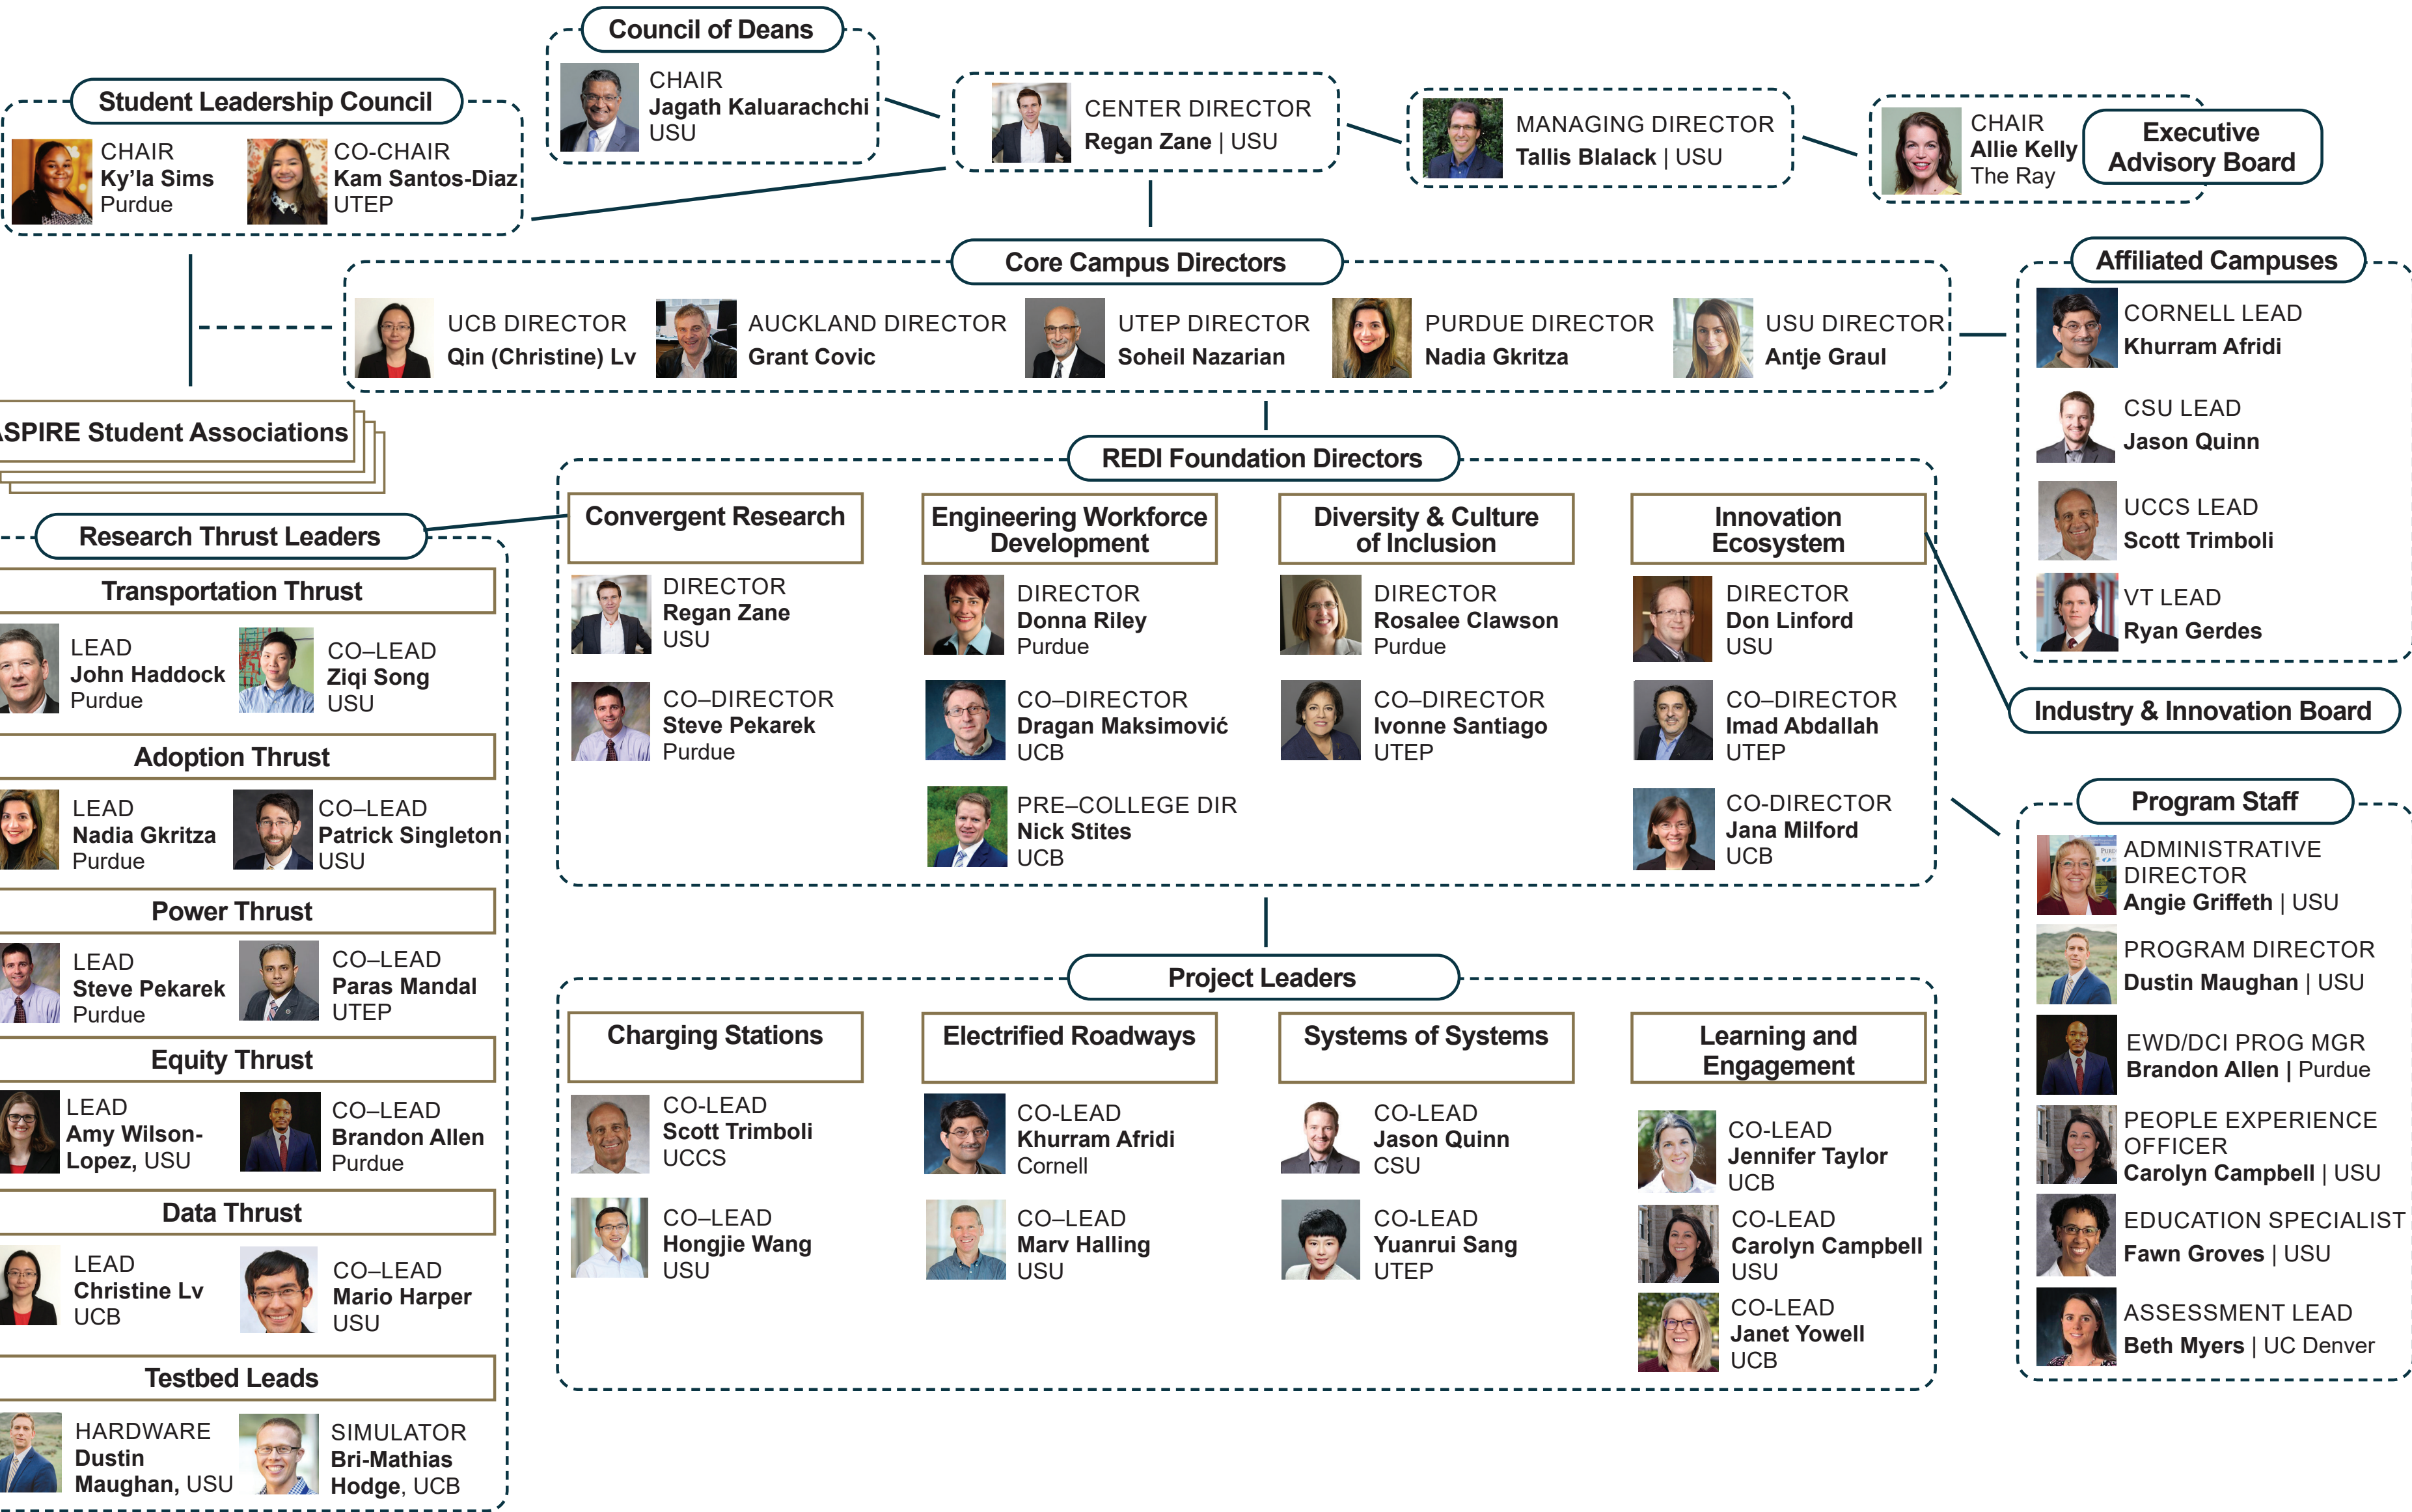 Council of Deans
CHAIR
Jagath Kaluarachchi
USU
Student Leadership Council
CHAIR
Ky’la Sims
Purdue
CO-CHAIR
Kam Santos-Diaz
UTEP
CENTER DIRECTOR
Regan Zane | USU
MANAGING DIRECTOR
Tallis Blalack | USU
CHAIR
Allie Kelly
The Ray
Executive
Advisory Board
Core Campus Directors
UCB DIRECTOR
Qin (Christine) Lv
AUCKLAND DIRECTOR
Grant Covic
UTEP DIRECTOR
Soheil Nazarian
PURDUE DIRECTOR
Nadia Gkritza
USU DIRECTOR
Antje Graul
Affiliated Campuses
CORNELL LEAD
Khurram Afridi
CSU LEAD
Jason Quinn
UCCS LEAD
Scott Trimboli
VT LEAD
Ryan Gerdes
ASPIRE Student Associations
REDI Foundation Directors
Convergent Research
DIRECTOR
Regan Zane
USU
CO–DIRECTOR
Steve Pekarek
Purdue
Engineering Workforce
Development
DIRECTOR
Donna Riley
Purdue
CO–DIRECTOR
Dragan Maksimović
UCB
PRE–COLLEGE DIR
Nick Stites
UCB
Diversity & Culture
of Inclusion
DIRECTOR
Rosalee Clawson
Purdue
CO–DIRECTOR
Ivonne Santiago
UTEP
Innovation
Ecosystem
DIRECTOR
Don Linford
USU
CO–DIRECTOR
Imad Abdallah
UTEP
CO-DIRECTOR
Jana Milford
UCB
Industry & Innovation Board
Research Thrust Leaders
Transportation Thrust
LEAD
John Haddock
Purdue
CO–LEAD
Ziqi Song
USU
Adoption Thrust
LEAD
Nadia Gkritza
Purdue
CO–LEAD
Patrick Singleton
USU
Power Thrust
LEAD
Steve Pekarek
Purdue
CO–LEAD
Paras Mandal
UTEP
Equity Thrust
LEAD
Amy Wilson-
Lopez, USU
CO–LEAD
Brandon Allen
Purdue
Data Thrust
LEAD
Christine Lv
UCB
CO–LEAD
Mario Harper
USU
Testbed Leads
HARDWARE
Dustin
Maughan, USU
SIMULATOR
Bri-Mathias
Hodge, UCB
Project Leaders
Charging Stations
CO-LEAD
Scott Trimboli
UCCS
CO–LEAD
Hongjie Wang
USU
Electrified Roadways
CO-LEAD
Khurram Afridi
Cornell
CO–LEAD
Marv Halling
USU
Systems of Systems
CO-LEAD
Jason Quinn
CSU
CO-LEAD
Yuanrui Sang
UTEP
Learning and
Engagement
CO-LEAD
Jennifer Taylor
UCB
CO-LEAD
Carolyn Campbell
USU
CO-LEAD
Janet Yowell
UCB
Program Staff
ADMINISTRATIVE
DIRECTOR
Angie Griffeth | USU
PROGRAM DIRECTOR
Dustin Maughan | USU
EWD/DCI PROG MGR
Brandon Allen | Purdue
PEOPLE EXPERIENCE
OFFICER
Carolyn Campbell | USU
EDUCATION SPECIALIST
Fawn Groves | USU
ASSESSMENT LEAD
Beth Myers | UC Denver